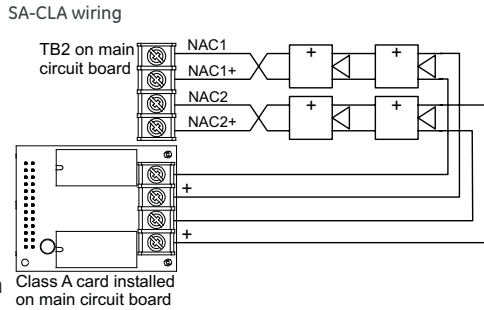 SA-CLA wiring
TB2 on main
circuit board
NAC1
NAC1+
NAC2
NAC2+
+ +
+ +
+
+
Class A card installed
on main circuit board